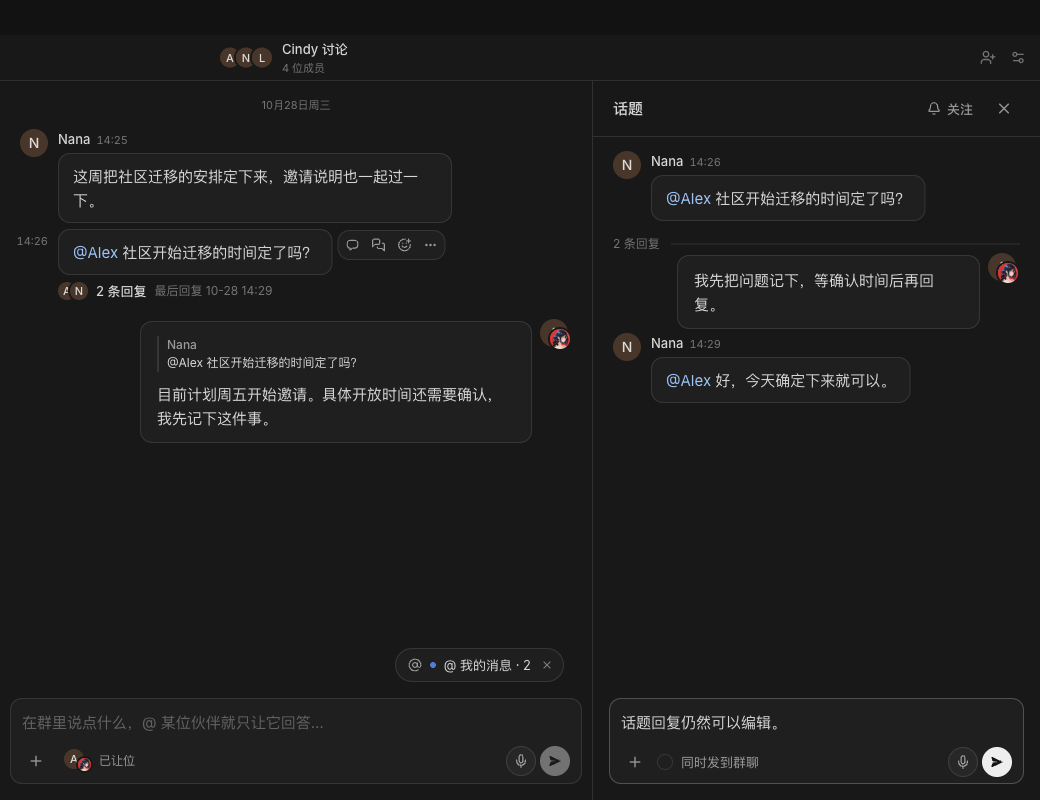 A N L
Cindy 讨论
4 位成员
10月28日周三
N
Nana 14:25
这周把社区迁移的安排定下来，邀请说明也一起过一
下。
14:26
@Alex 社区开始迁移的时间定了吗？
A N 2 条回复 最后回复 10-28 14:29
Nana
@Alex 社区开始迁移的时间定了吗？
目前计划周五开始邀请。具体开放时间还需要确认，
我先记下这件事。
@ 我的消息 · 2
在群里说点什么，@ 某位伙伴就只让它回答...
A 已让位
话题
关注
N
Nana 14:26
@Alex 社区开始迁移的时间定了吗？
2 条回复
我先把问题记下，等确认时间后再回
复。
N
Nana 14:29
@Alex 好，今天确定下来就可以。
话题回复仍然可以编辑。
同时发到群聊